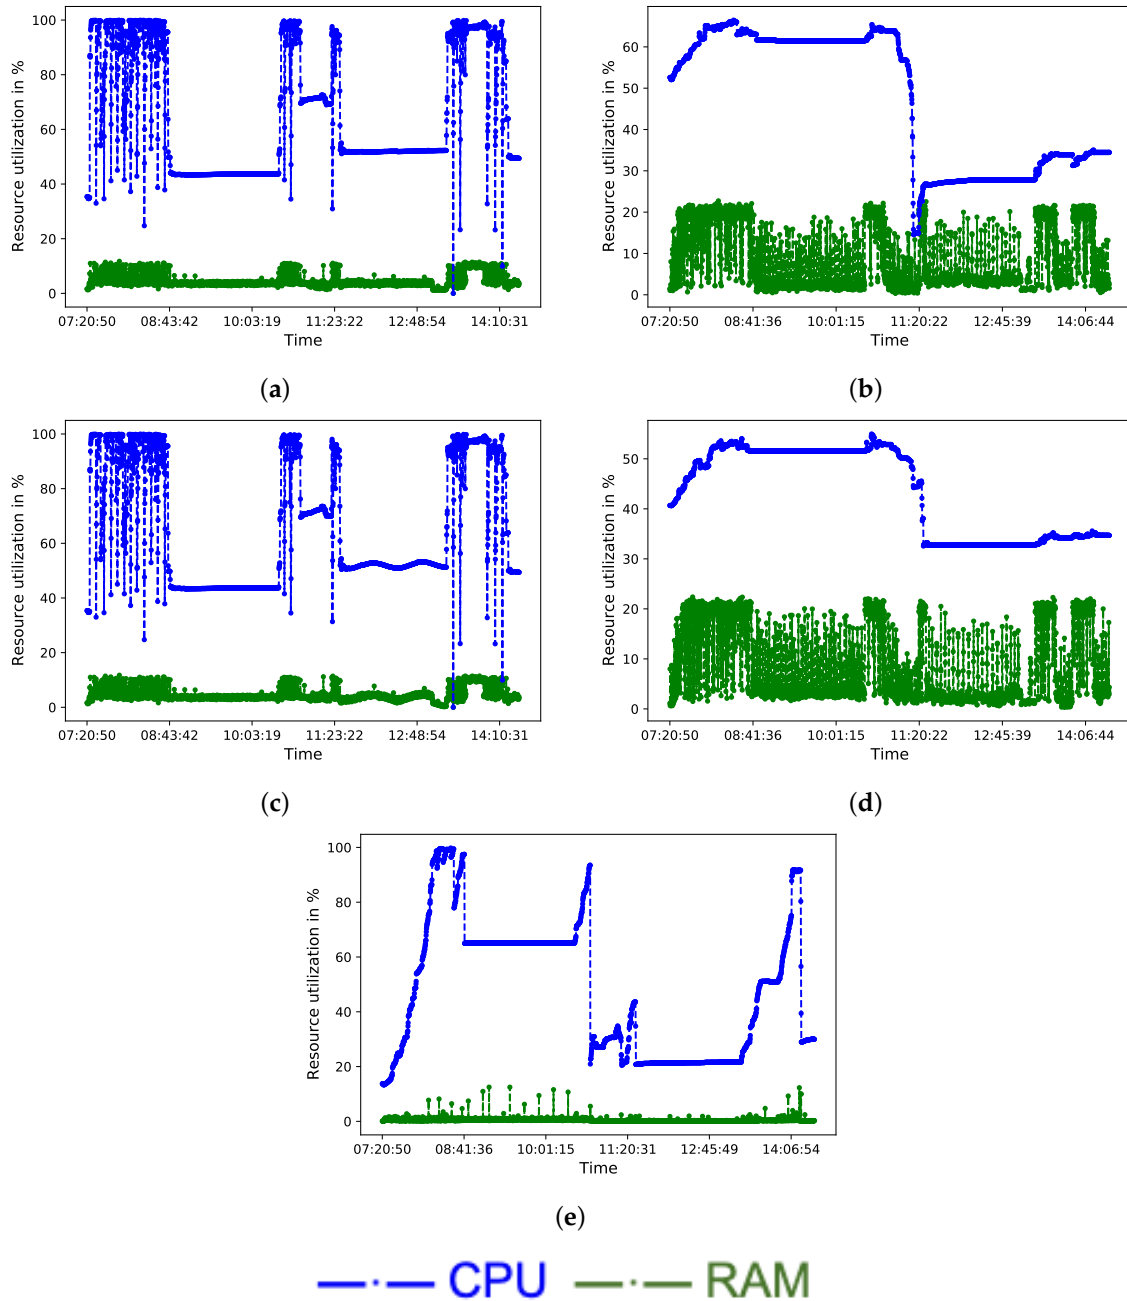 100
80
60
40
20
0
Resource utilization in %
07:20:50 08:43:42 10:03:19 11:23:22 12:48:54 14:10:31
Time
(a)
60
50
40
30
20
10
0
Resource utilization in %
07:20:50 08:41:36 10:01:15 11:20:22 12:45:39 14:06:44
Time
(b)
100
80
60
40
20
0
Resource utilization in %
07:20:50 08:43:42 10:03:19 11:23:22 12:48:54 14:10:31
Time
(c)
50
40
30
20
10
0
Resource utilization in %
07:20:50 08:41:36 10:01:15 11:20:22 12:45:39 14:06:44
Time
(d)
100
80
60
40
20
0
Resource utilization in %
07:20:50 08:41:36 10:01:15 11:20:31 12:45:49 14:06:54
Time
(e)
CPU RAM